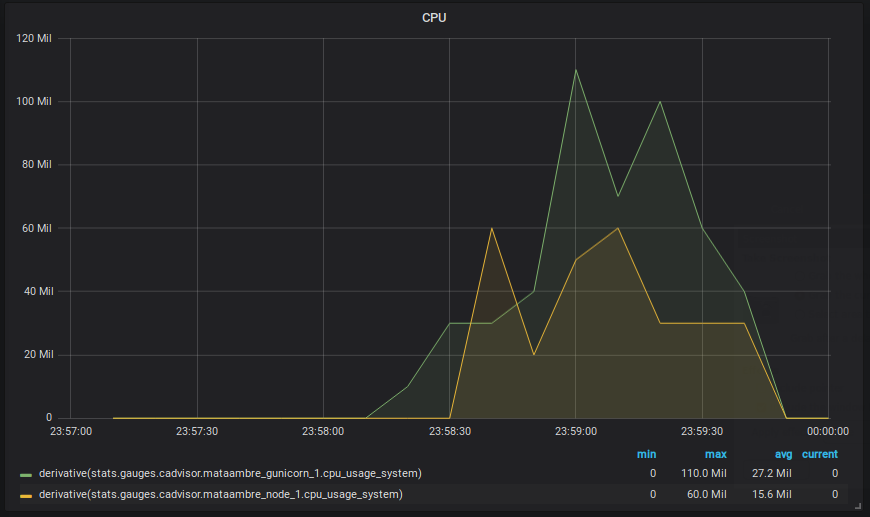 CPU
120 Mil
100 Mil
80 Mil
60 Mil
40 Mil
20 Mil
0
23:57:00 23:57:30 23:58:00 23:58:30 23:59:00 23:59:30 00:00:00
min max avg current
derivative(stats.gauges.cadvisor.mataambre_gunicorn_1.cpu_usage_system) 0 110.0 Mil 27.2 Mil 0
derivative(stats.gauges.cadvisor.mataambre_node_1.cpu_usage_system) 0 60.0 Mil 15.6 Mil 0